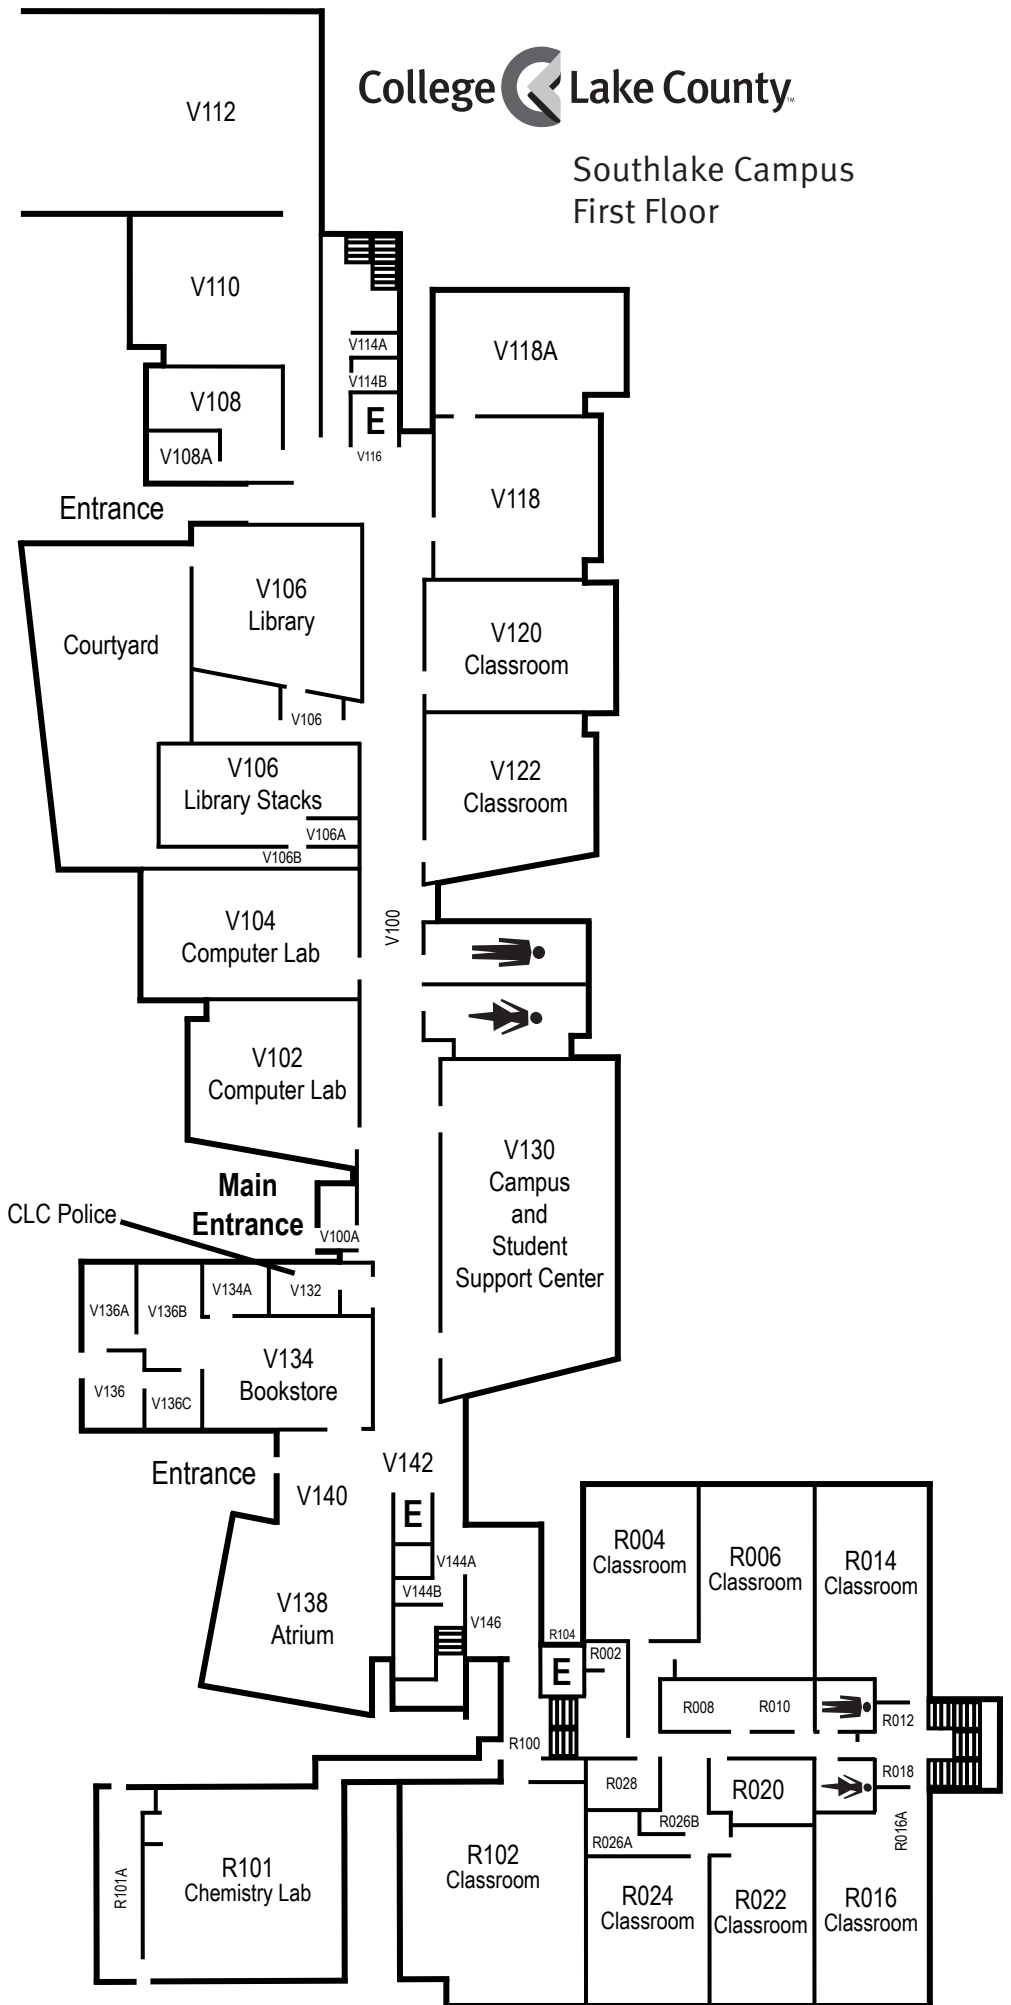 College Lake County™
Southlake Campus
First Floor
V112
V110
V114A
V118A
V114B
V108
E
V108A
V116
V118
Entrance
V106
Library
V120
Classroom
Courtyard
V106
V106
Library Stacks
V122
Classroom
V106A
V106B
V104
Computer Lab
V100
V102
Computer Lab
V130
Campus
and
Student
Support Center
Main
Entrance
CLC Police
V100A
V136A
V136B
V134A
V132
V134
Bookstore
V136
V136C
Entrance
V142
V140
E
V144A
V144B
V138
Atrium
V146
R004
Classroom
R006
Classroom
R014
Classroom
R104
R002
E
R008
R010
R012
R100
R018
R028
R020
R026B
R016A
R026A
R101A
R101
Chemistry Lab
R102
Classroom
R024
Classroom
R022
Classroom
R016
Classroom